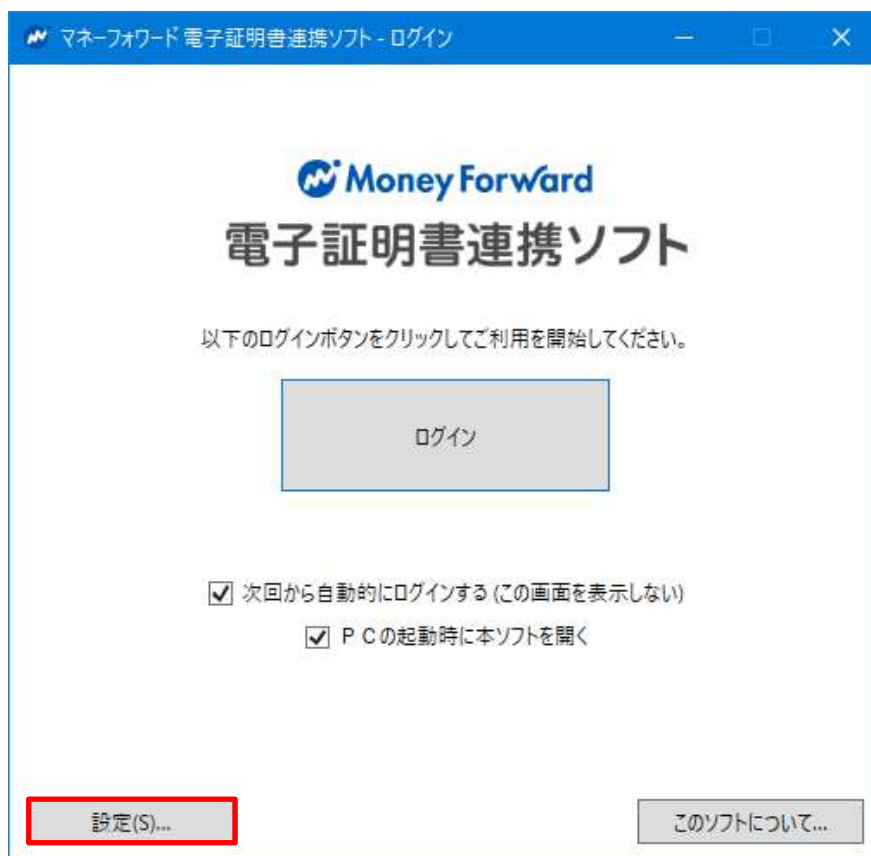 マネーフォワード 電子証明書連携ソフト - ログイン
Money Forward
電子証明書連携ソフト
以下のログインボタンをクリックしてご利用を開始してください。
ログイン
次回から自動的にログインする (この画面を表示しない)
ＰＣの起動時に本ソフトを開く
設定(S)...
このソフトについて...